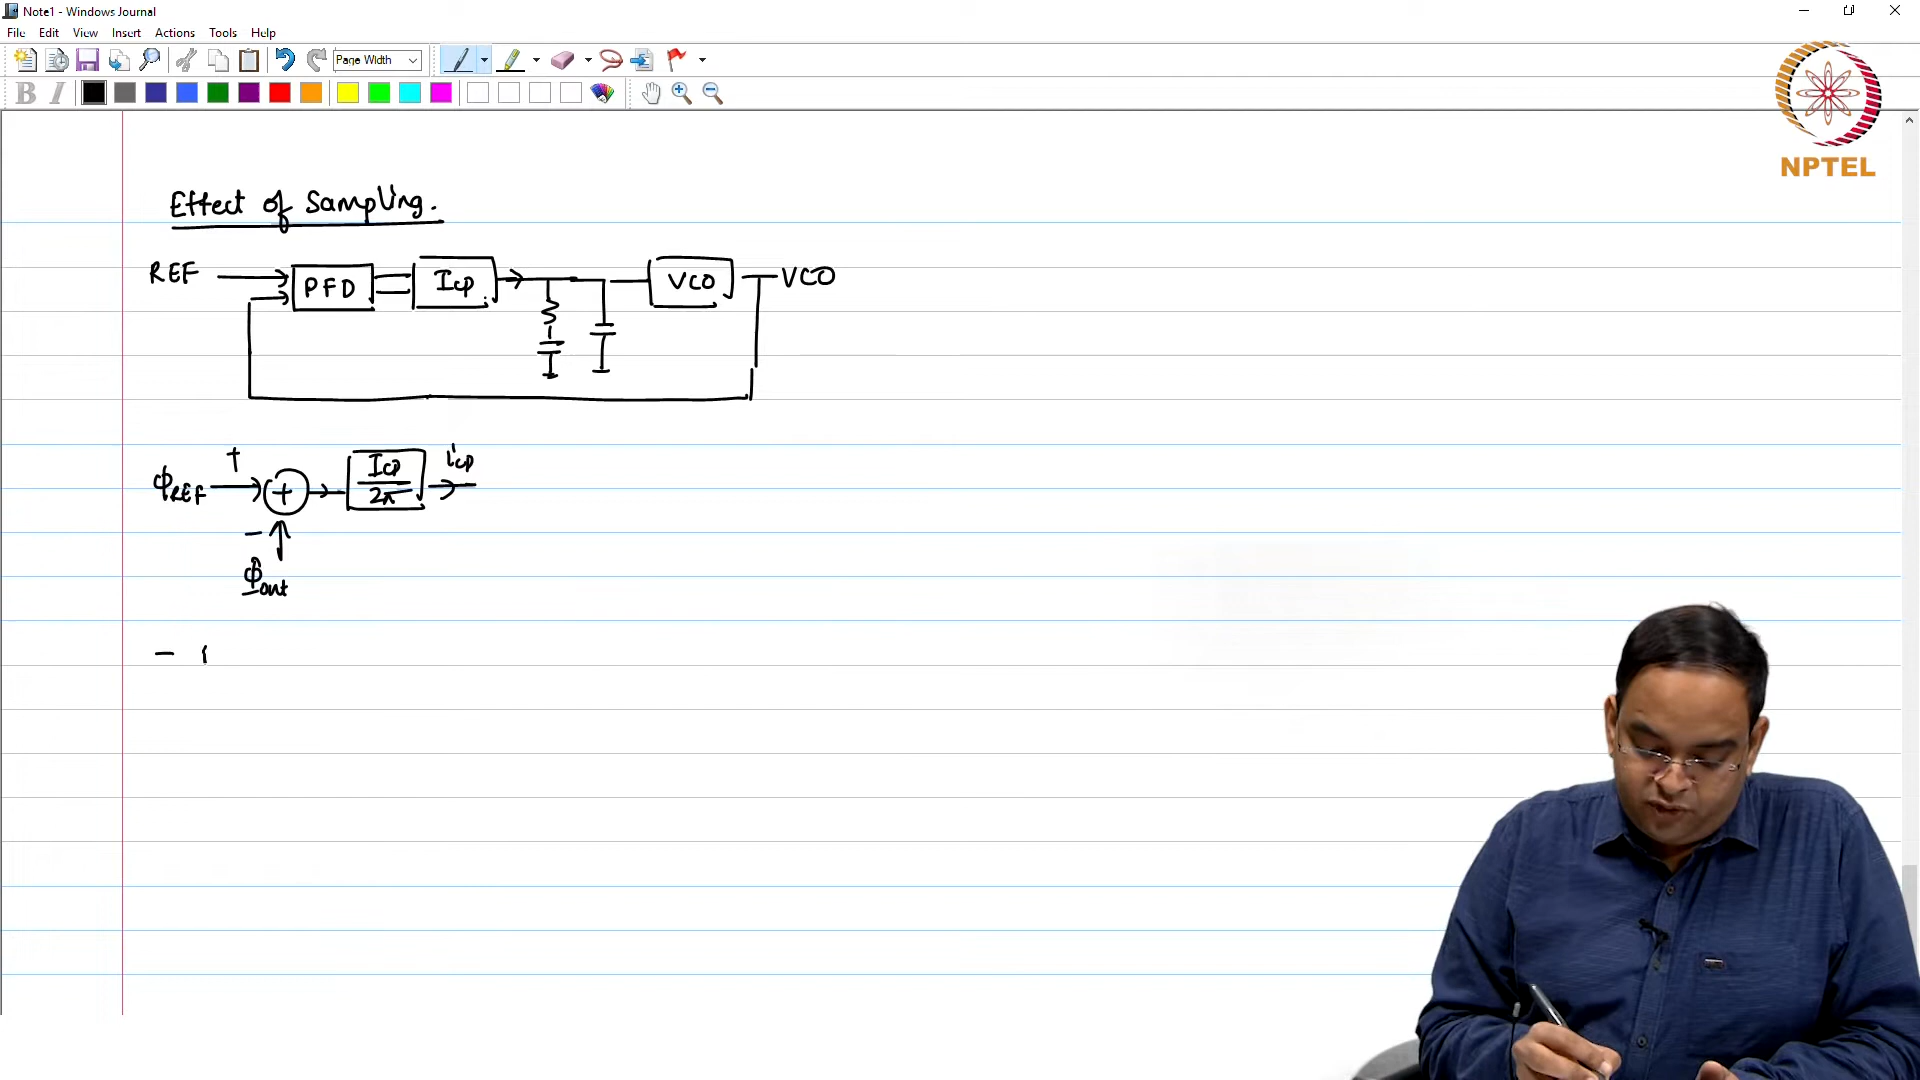 Note1 - Windows Journal
File Edit View Insert Actions Tools Help
Page Width
B I
NPTEL
Effect of Sampling.
REF PFD Icp VCO VCO
+ Icp icp
ΦREF + 2π
-
Φout
-